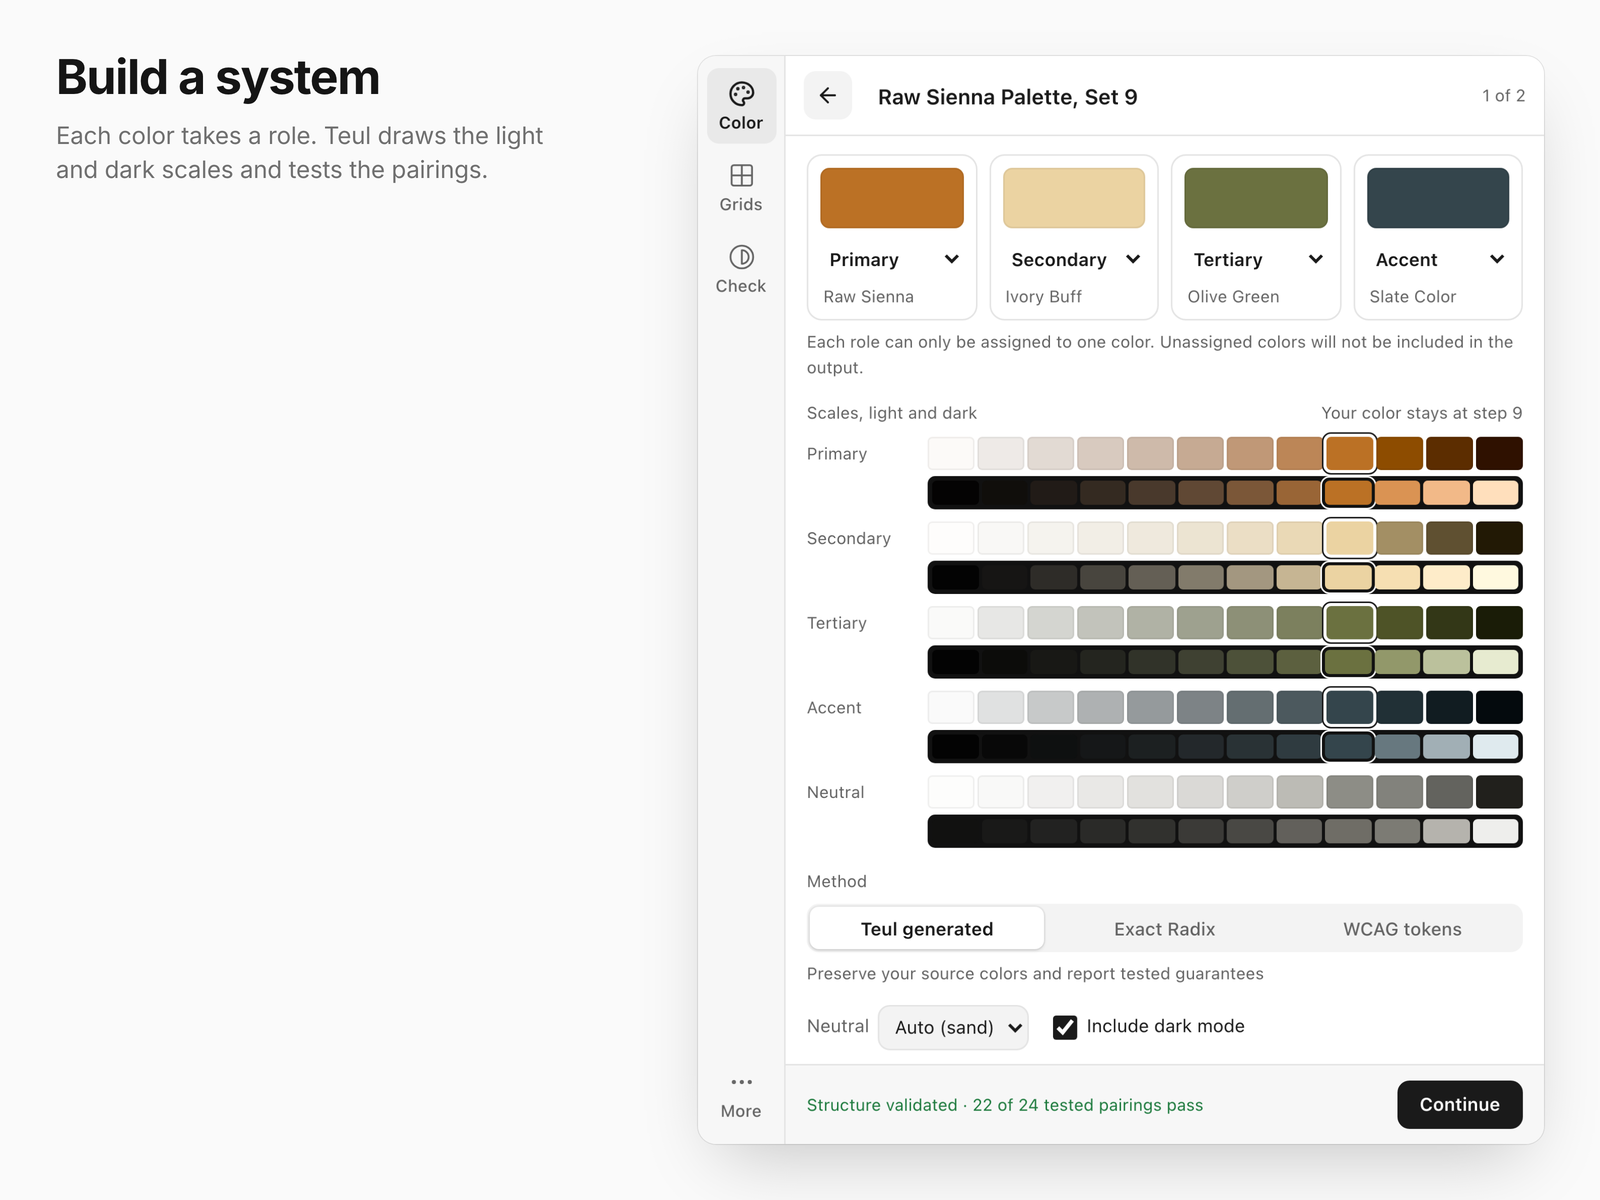 Build a system
Each color takes a role. Teul draws the light
and dark scales and tests the pairings.
Color
Grids
Check
More
Raw Sienna Palette, Set 9
1 of 2
Primary
Raw Sienna
Secondary
Ivory Buff
Tertiary
Olive Green
Accent
Slate Color
Each role can only be assigned to one color. Unassigned colors will not be included in the
output.
Scales, light and dark
Your color stays at step 9
Primary
Secondary
Tertiary
Accent
Neutral
Method
Teul generated
Exact Radix
WCAG tokens
Preserve your source colors and report tested guarantees
Neutral
Auto (sand)
Include dark mode
Structure validated · 22 of 24 tested pairings pass
Continue